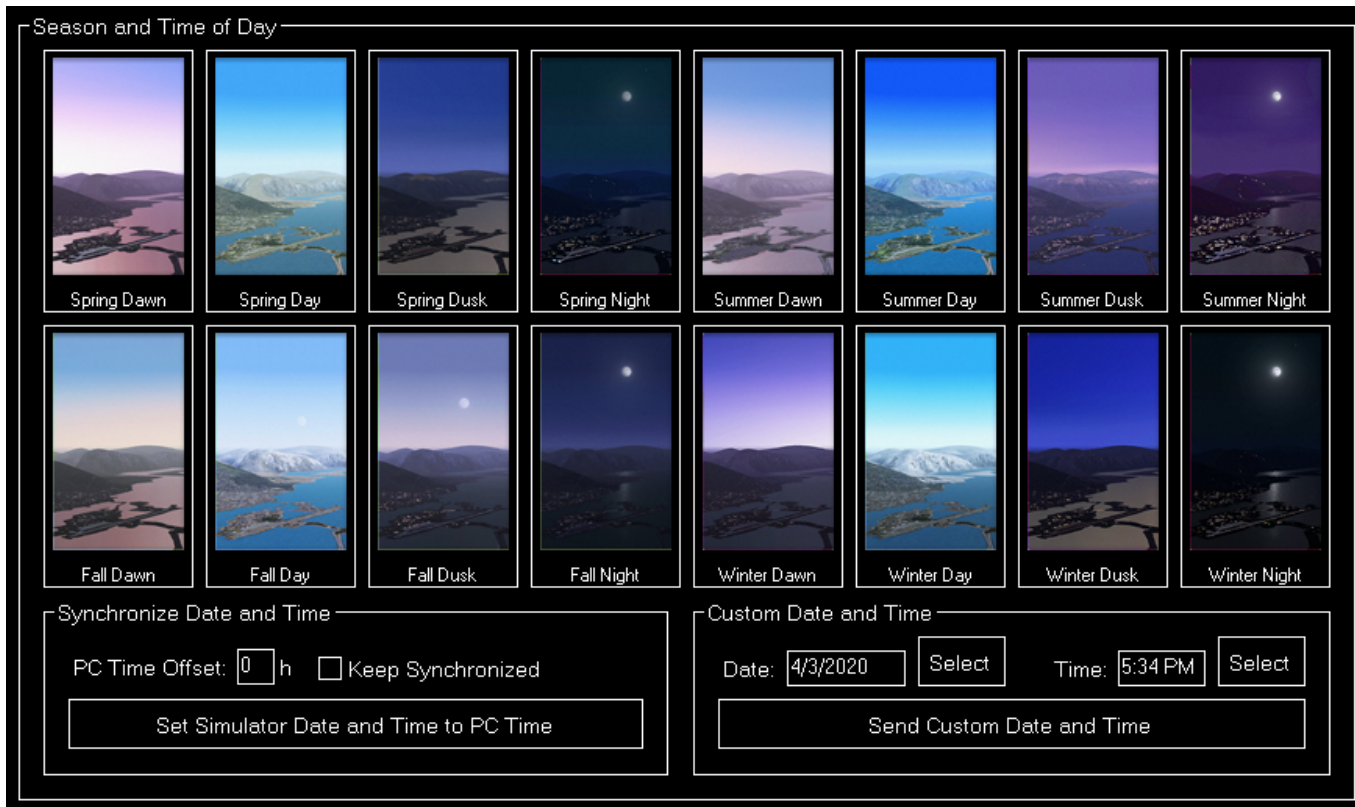 Season and Time of Day
Spring Dawn Spring Day Spring Dusk Spring Night Summer Dawn Summer Day Summer Dusk Summer Night
Fall Dawn Fall Day Fall Dusk Fall Night Winter Dawn Winter Day Winter Dusk Winter Night
Synchronize Date and Time
PC Time Offset: 0 h Keep Synchronized
Set Simulator Date and Time to PC Time
Custom Date and Time
Date: 4/3/2020 Select Time: 5:34 PM Select
Send Custom Date and Time